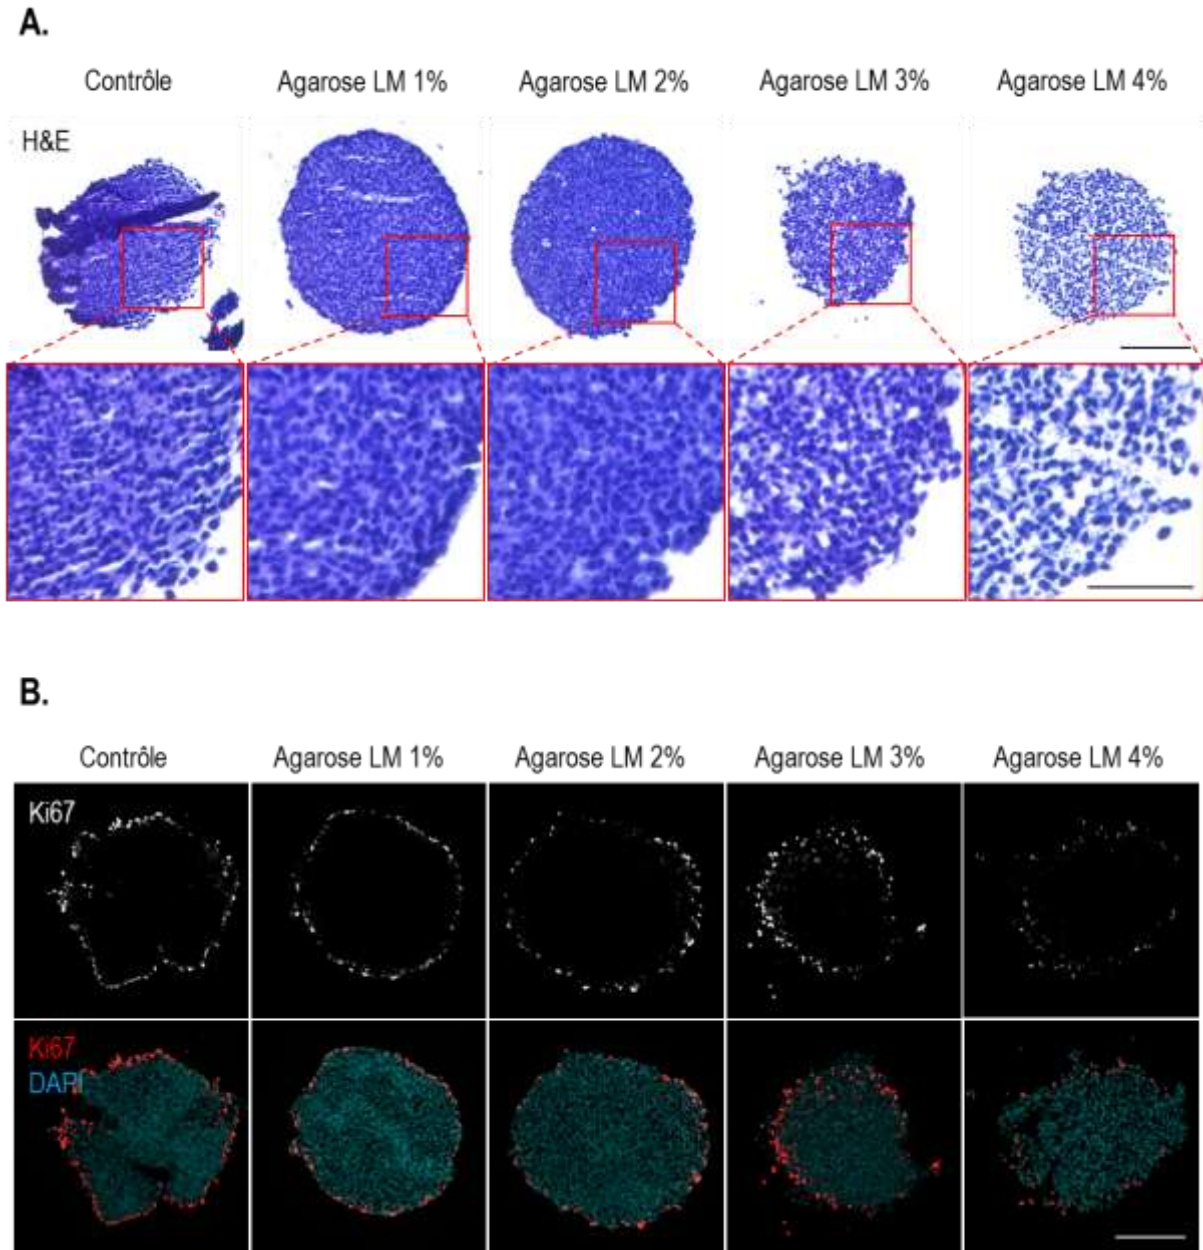 A.
Contrôle Agarose LM 1% Agarose LM 2% Agarose LM 3% Agarose LM 4%
H&E
B.
Contrôle Agarose LM 1% Agarose LM 2% Agarose LM 3% Agarose LM 4%
Ki67
Ki67
DAPI